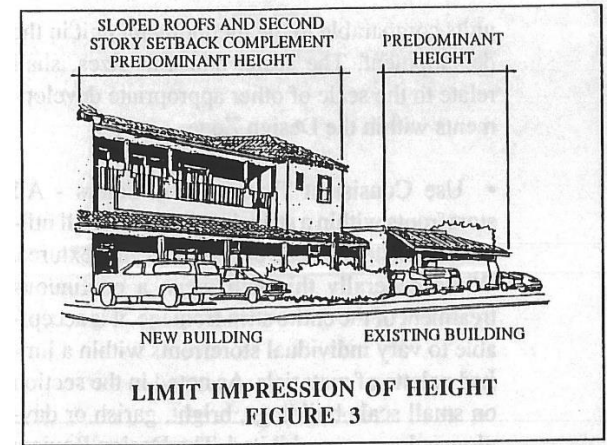 SLOPED ROOFS AND SECOND
STORY SETBACK COMPLEMENT
PREDOMINANT HEIGHT
PREDOMINANT
HEIGHT
NEW BUILDING
EXISTING BUILDING
LIMIT IMPRESSION OF HEIGHT
FIGURE 3